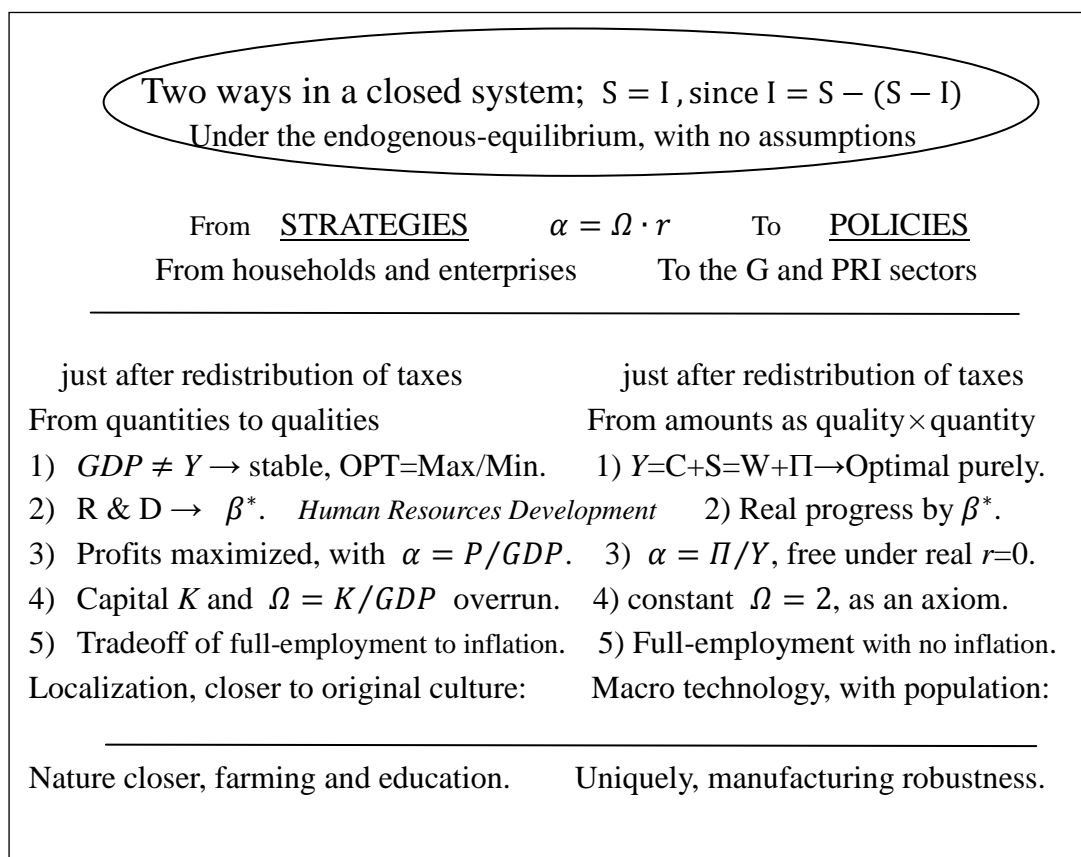 Two ways in a closed system; S = I , since I = S − (S − I)
Under the endogenous-equilibrium, with no assumptions
From STRATEGIES α = Ω · r To POLICIES
From households and enterprises To the G and PRI sectors
just after redistribution of taxes just after redistribution of taxes
From quantities to qualities From amounts as quality×quantity
1) GDP ≠ Y → stable, OPT=Max/Min. 1) Y=C+S=W+Π→Optimal purely.
2) R & D → β*. Human Resources Development 2) Real progress by β*.
3) Profits maximized, with α = P/GDP. 3) α = Π/Y, free under real r=0.
4) Capital K and Ω = K/GDP overrun. 4) constant Ω = 2, as an axiom.
5) Tradeoff of full-employment to inflation. 5) Full-employment with no inflation.
Localization, closer to original culture: Macro technology, with population:
Nature closer, farming and education. Uniquely, manufacturing robustness.